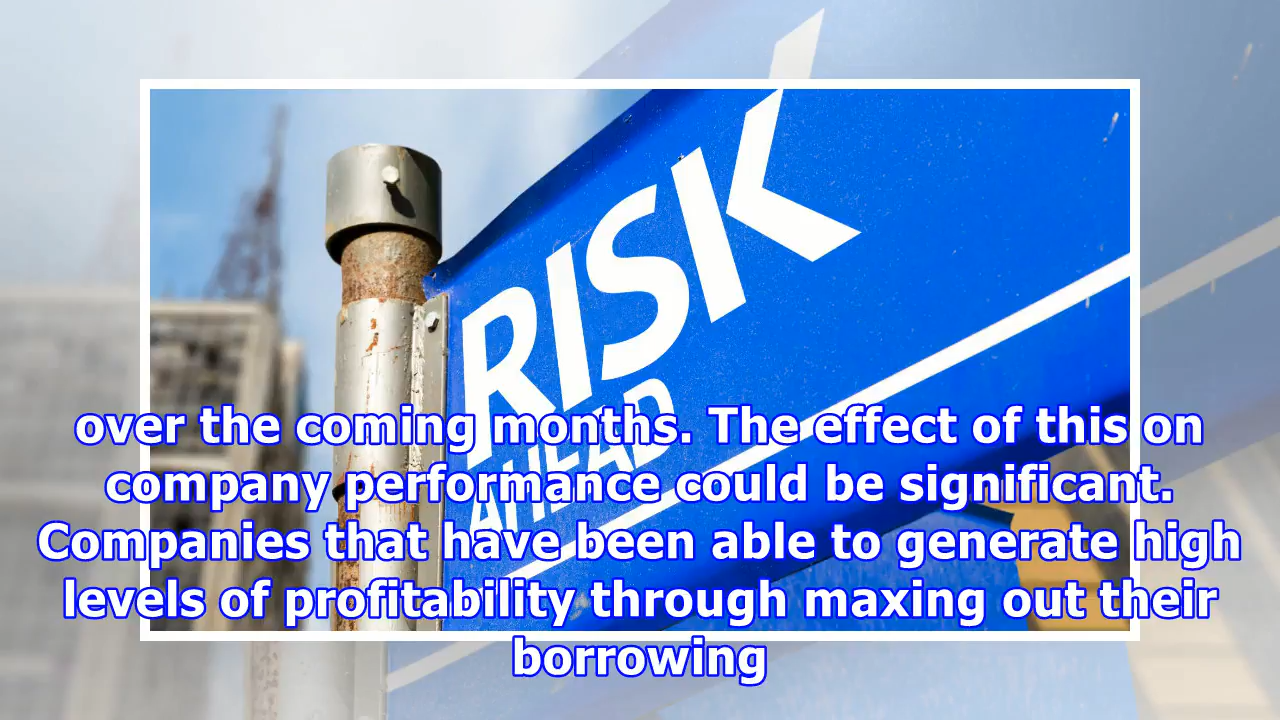 RISK
AHEAD
over the coming months. The effect of this on
company performance could be significant.
Companies that have been able to generate high
levels of profitability through maxing out their
borrowing